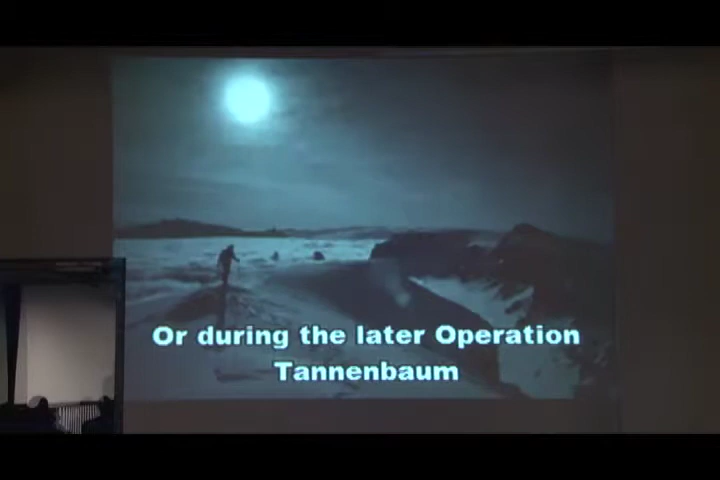 Or during the later Operation
Tannenbaum